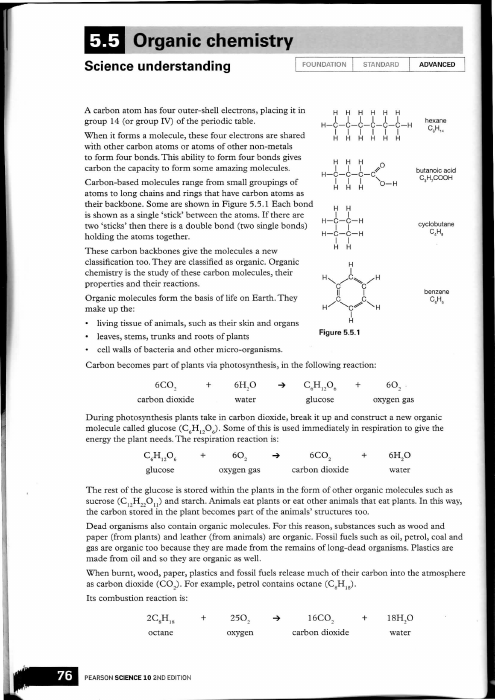 5.5 Organic chemistry
Science understanding
FOUNDATION STANDARD ADVANCED
A carbon atom has four outer-shell electrons, placing it in
group 14 (or group IV) of the periodic table.
When it forms a molecule, these four electrons are shared
with other carbon atoms or atoms of other non-metals
to form four bonds. This ability to form four bonds gives
carbon the capacity to form some amazing molecules.
Carbon-based molecules range from small groupings of
atoms to long chains and rings that have carbon atoms as
their backbone. Some are shown in Figure 5.5.1 Each bond
is shown as a single 'stick' between the atoms. If there are
two 'sticks' then there is a double bond (two single bonds)
holding the atoms together.
These carbon backbones give the molecules a new
classification too. They are classified as organic. Organic
chemistry is the study of these carbon molecules, their
properties and their reactions.
Organic molecules form the basis of life on Earth. They
make up the:
• living tissue of animals, such as their skin and organs
• leaves, stems, trunks and roots of plants
• cell walls of bacteria and other micro-organisms.
H H H H H H
H–C–C–C–C–C–C–H
H H H H H H
hexane
C₆H₁₄
H H H O
H–C–C–C–C
H H H O–H
butanoic acid
C₃H₇COOH
H H
H–C–C–H
H–C–C–H
H H
cyclobutane
C₄H₈
H
H C H
C C
C C
H C H
H
benzene
C₆H₆
Figure 5.5.1
Carbon becomes part of plants via photosynthesis, in the following reaction:
6CO₂ + 6H₂O → C₆H₁₂O₆ + 6O₂
carbon dioxide water glucose oxygen gas
During photosynthesis plants take in carbon dioxide, break it up and construct a new organic
molecule called glucose (C₆H₁₂O₆). Some of this is used immediately in respiration to give the
energy the plant needs. The respiration reaction is:
C₆H₁₂O₆ + 6O₂ → 6CO₂ + 6H₂O
glucose oxygen gas carbon dioxide water
The rest of the glucose is stored within the plants in the form of other organic molecules such as
sucrose (C₁₂H₂₂O₁₁) and starch. Animals eat plants or eat other animals that eat plants. In this way,
the carbon stored in the plant becomes part of the animals' structures too.
Dead organisms also contain organic molecules. For this reason, substances such as wood and
paper (from plants) and leather (from animals) are organic. Fossil fuels such as oil, petrol, coal and
gas are organic too because they are made from the remains of long-dead organisms. Plastics are
made from oil and so they are organic as well.
When burnt, wood, paper, plastics and fossil fuels release much of their carbon into the atmosphere
as carbon dioxide (CO₂). For example, petrol contains octane (C₈H₁₈).
Its combustion reaction is:
2C₈H₁₈ + 25O₂ → 16CO₂ + 18H₂O
octane oxygen carbon dioxide water
76 PEARSON SCIENCE 10 2ND EDITION